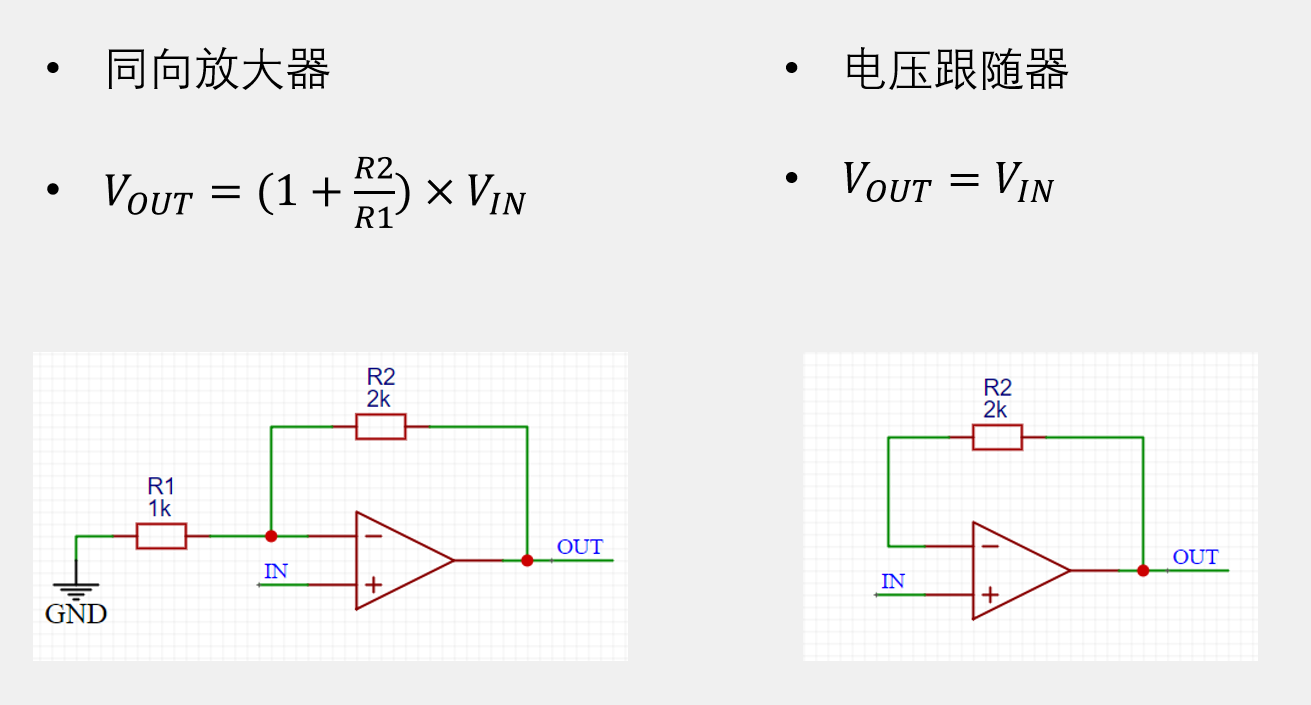 • 同向放大器
• V_{OUT} = (1 + \frac{R2}{R1}) × V_{IN}
R2
2k
R1
1k
IN
OUT
GND
• 电压跟随器
• V_{OUT} = V_{IN}
R2
2k
IN
OUT